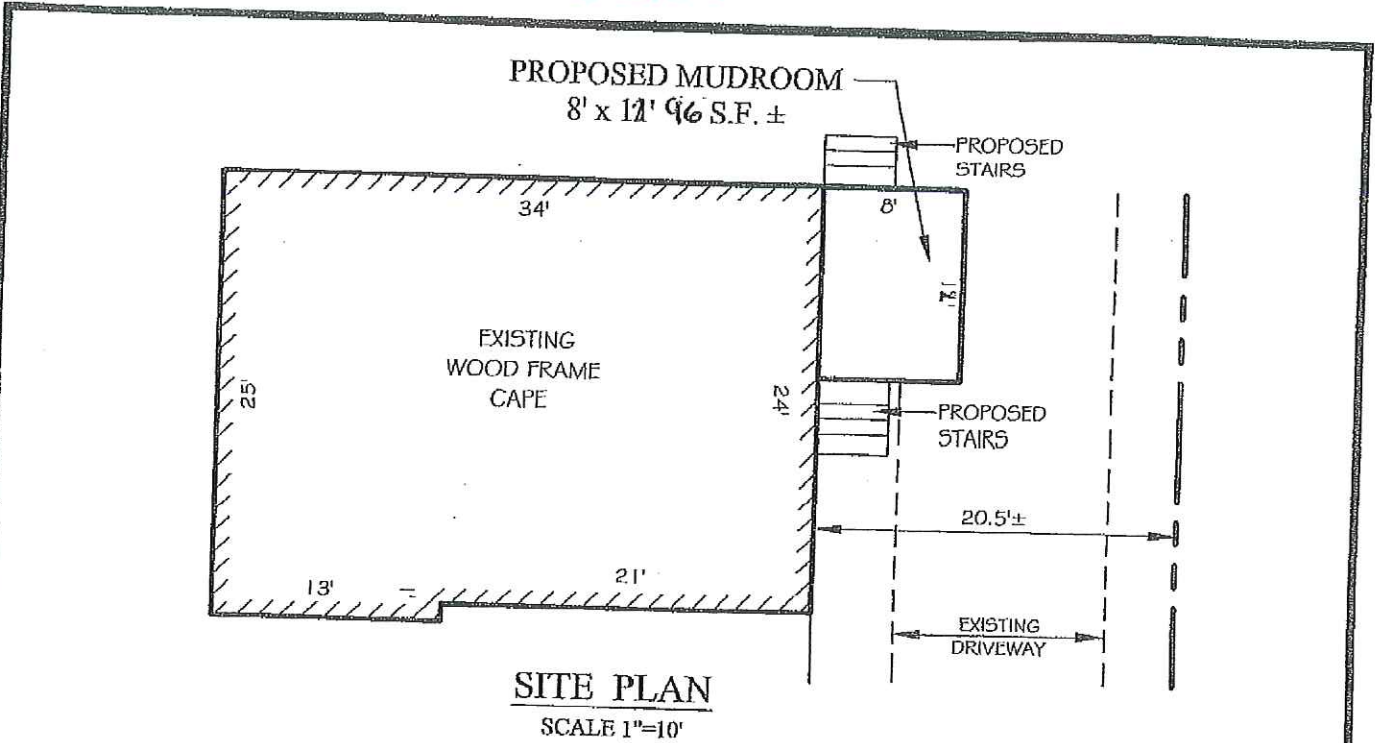 PROPOSED MUDROOM
8' x 12' 96 S.F. ±
PROPOSED
STAIRS
34'
8'
12'
EXISTING
WOOD FRAME
CAPE
25'
24'
PROPOSED
STAIRS
20.5'±
13'
1'
21'
EXISTING
DRIVEWAY
SITE PLAN
SCALE 1"=10'